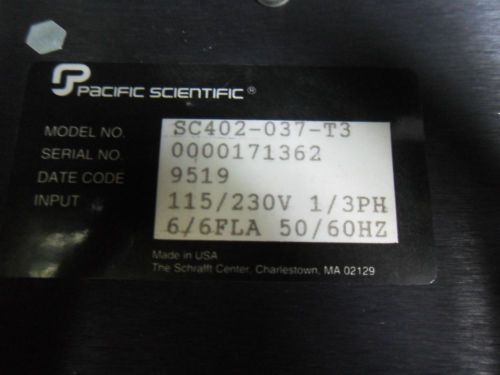 PACIFIC SCIENTIFIC®
MODEL NO. SC402-037-T3
SERIAL NO. 0000171362
DATE CODE 9519
INPUT 115/230V 1/3PH
6/6FLA 50/60HZ
Made in USA
The Schrafft Center, Charlestown, MA 02129